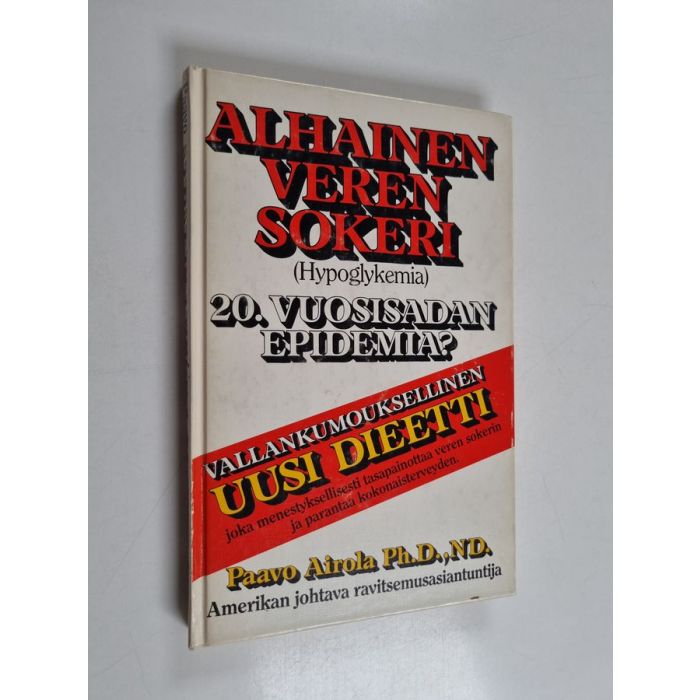 ALHAINEN
VEREN
SOKERI
(Hypoglykemia)
20. VUOSISADAN
EPIDEMIA?
VALLANKUMOUKSELLINEN
UUSI DIEETTI
joka menestyksellisesti tasapainottaa veren sokerin
ja parantaa kokonaisterveyden.
Paavo Airola Ph.D., ND.
Amerikan johtava ravitsemusasiantuntija